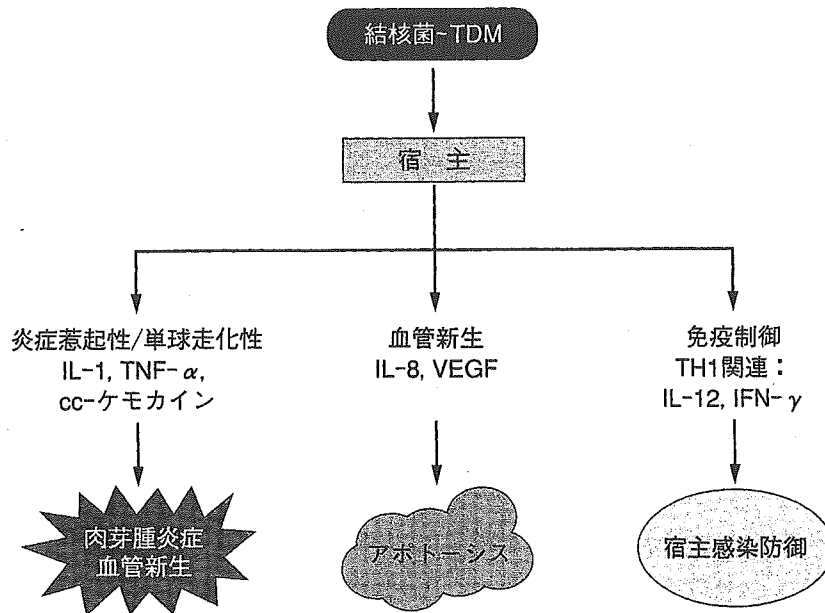 結核菌~TDM
宿 主
炎症惹起性/単球走化性
IL-1, TNF-α,
cc-ケモカイン
血管新生
IL-8, VEGF
免疫制御
TH1関連：
IL-12, IFN-γ
肉芽腫炎症
血管新生
アポトーシス
宿主感染防御